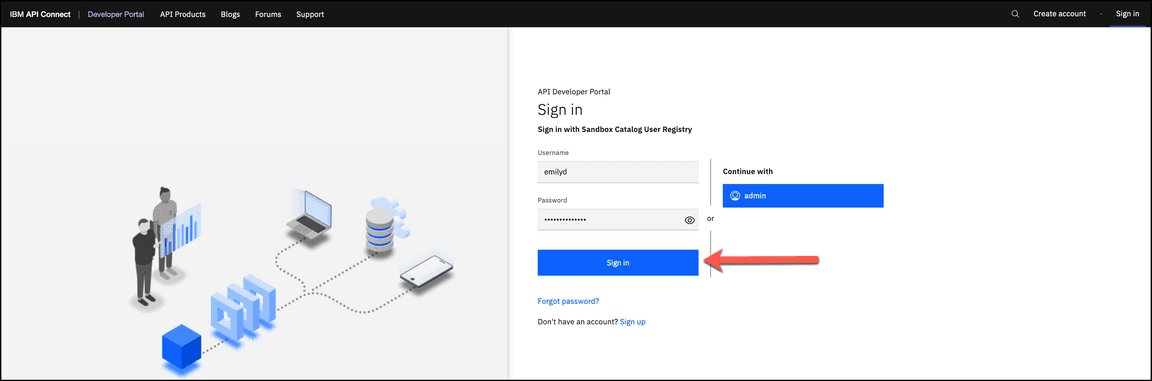 IBM API Connect | Developer Portal API Products Blogs Forums Support Create account · Sign in
API Developer Portal
Sign in
Sign in with Sandbox Catalog User Registry
Username
emilyd
Continue with
admin
Password
••••••••••••••
or
Sign in
Forgot password?
Don't have an account? Sign up